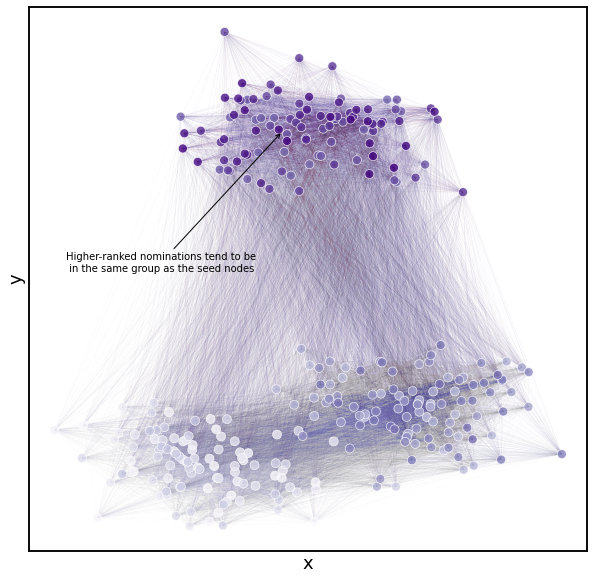 Higher-ranked nominations tend to be
in the same group as the seed nodes
y
x